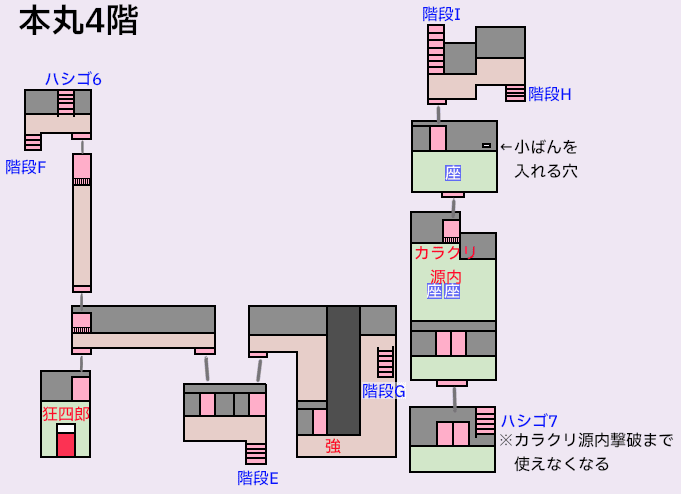 本丸4階
階段I
ハシゴ6
階段H
←小ばんを
入れる穴
階段F
座
カラクリ
源内
座座
階段G
狂四郎
ハシゴ7
※カラクリ源内撃破まで
使えなくなる
強
階段E